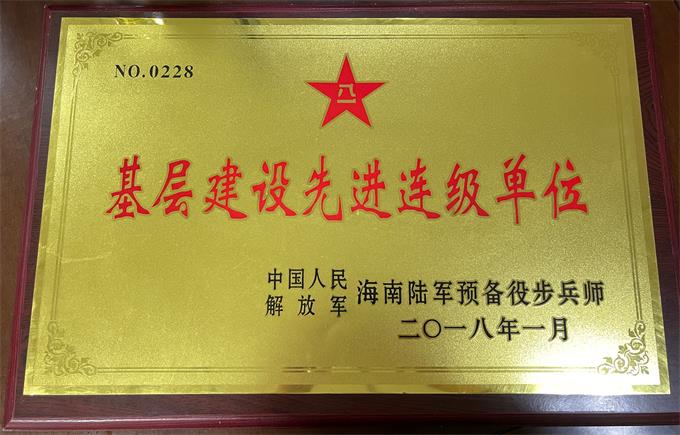 NO.0228
八一
基层建设先进连级单位
中国人民
解放军
海南陆军预备役步兵师
二〇一八年一月